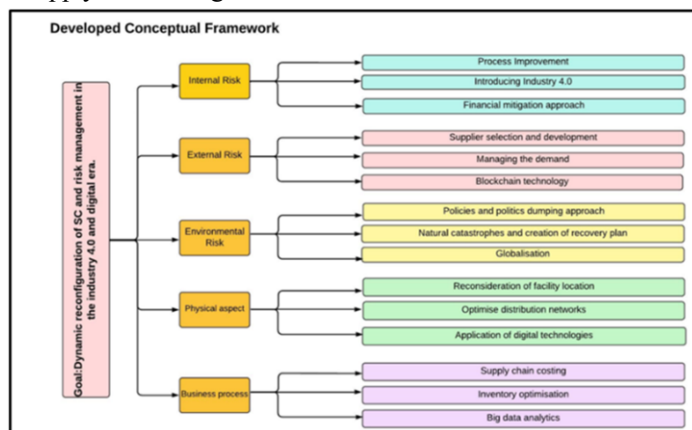 Developed Conceptual Framework
Goal:Dynamic reconfiguration of SC and risk management in
the industry 4.0 and digital era.
Internal Risk
Process Improvement
Introducing Industry 4.0
Financial mitigation approach
External Risk
Supplier selection and development
Managing the demand
Blockchain technology
Environmental
Risk
Policies and politics dumping approach
Natural catastrophes and creation of recovery plan
Globalisation
Physical aspect
Reconsideration of facility location
Optimise distribution networks
Application of digital technologies
Business process
Supply chain costing
Inventory optimisation
Big data analytics